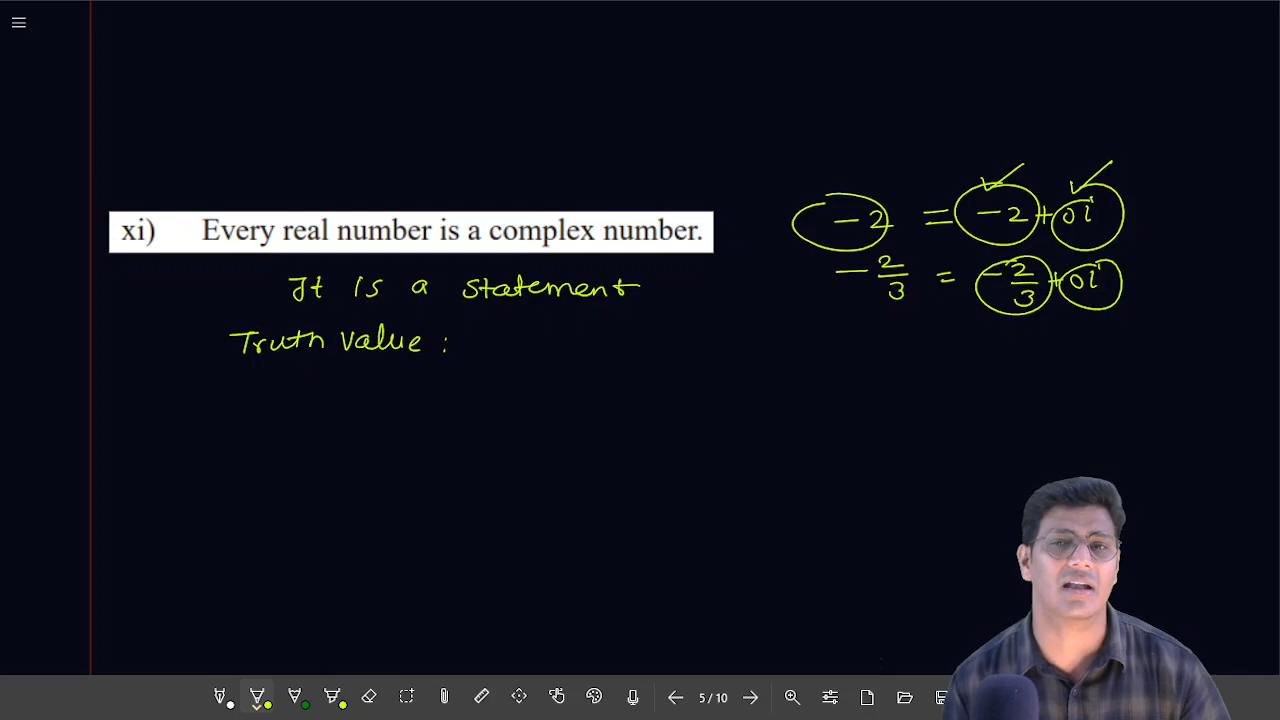 xi) Every real number is a complex number.
It is a statement
Truth value :
-2 = -2 + 0i
-2/3 = -2/3 + 0i
5/10